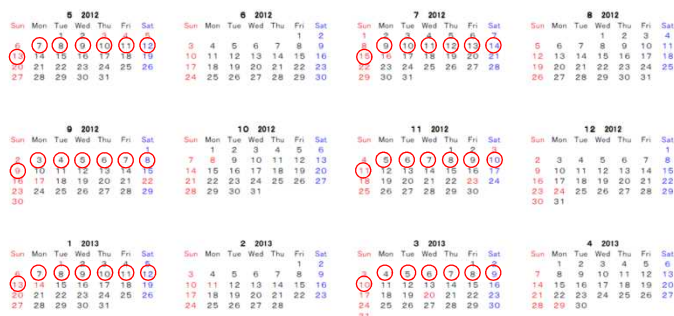 5 2012
Sun Mon Tue Wed Thu Fri Sat
1 2 3 4 5
6 7 8 9 10 11 12
13 14 15 16 17 18 19
20 21 22 23 24 25 26
27 28 29 30 31
6 2012
Sun Mon Tue Wed Thu Fri Sat
1 2
3 4 5 6 7 8 9
10 11 12 13 14 15 16
17 18 19 20 21 22 23
24 25 26 27 28 29 30
7 2012
Sun Mon Tue Wed Thu Fri Sat
1 2 3 4 5 6 7
8 9 10 11 12 13 14
15 16 17 18 19 20 21
22 23 24 25 26 27 28
29 30 31
8 2012
Sun Mon Tue Wed Thu Fri Sat
1 2 3 4
5 6 7 8 9 10 11
12 13 14 15 16 17 18
19 20 21 22 23 24 25
26 27 28 29 30 31
9 2012
Sun Mon Tue Wed Thu Fri Sat
1
2 3 4 5 6 7 8
9 10 11 12 13 14 15
16 17 18 19 20 21 22
23 24 25 26 27 28 29
30
10 2012
Sun Mon Tue Wed Thu Fri Sat
1 2 3 4 5 6
7 8 9 10 11 12 13
14 15 16 17 18 19 20
21 22 23 24 25 26 27
28 29 30 31
11 2012
Sun Mon Tue Wed Thu Fri Sat
1 2 3
4 5 6 7 8 9 10
11 12 13 14 15 16 17
18 19 20 21 22 23 24
25 26 27 28 29 30
12 2012
Sun Mon Tue Wed Thu Fri Sat
1
2 3 4 5 6 7 8
9 10 11 12 13 14 15
16 17 18 19 20 21 22
23 24 25 26 27 28 29
30 31
1 2013
Sun Mon Tue Wed Thu Fri Sat
1 2 3 4 5
6 7 8 9 10 11 12
13 14 15 16 17 18 19
20 21 22 23 24 25 26
27 28 29 30 31
2 2013
Sun Mon Tue Wed Thu Fri Sat
1 2
3 4 5 6 7 8 9
10 11 12 13 14 15 16
17 18 19 20 21 22 23
24 25 26 27 28
3 2013
Sun Mon Tue Wed Thu Fri Sat
1 2
3 4 5 6 7 8 9
10 11 12 13 14 15 16
17 18 19 20 21 22 23
24 25 26 27 28 29 30
31
4 2013
Sun Mon Tue Wed Thu Fri Sat
1 2 3 4 5 6
7 8 9 10 11 12 13
14 15 16 17 18 19 20
21 22 23 24 25 26 27
28 29 30